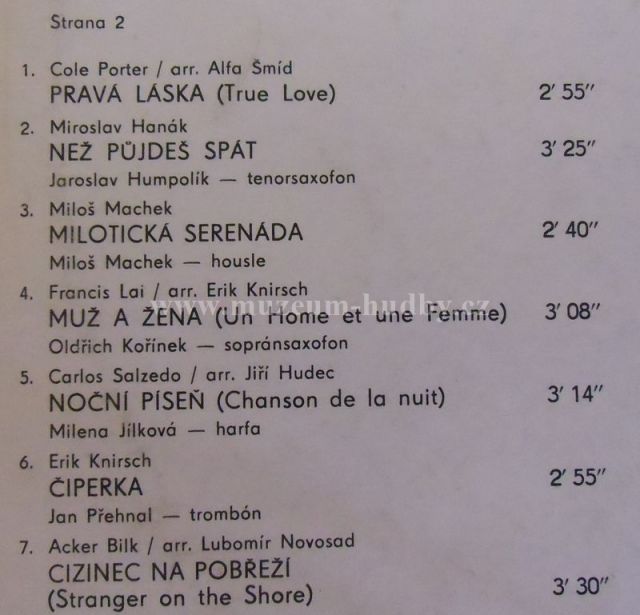 Strana 2
1. Cole Porter / arr. Alfa Šmíd
PRAVÁ LÁSKA (True Love) 2′ 55″
2. Miroslav Hanák
NEŽ PŮJDEŠ SPÁT 3′ 25″
Jaroslav Humpolík — tenorsaxofon
3. Miloš Machek
MILOTICKÁ SERENÁDA 2′ 40″
Miloš Machek — housle
4. Francis Lai / arr. Erik Knirsch
www.muzeum-hudby.cz
MUŽ A ŽENA (Un Home et une Femme) 3′ 08″
Oldřich Kořínek — sopránsaxofon
5. Carlos Salzedo / arr. Jiří Hudec
NOČNÍ PÍSEŇ (Chanson de la nuit) 3′ 14″
Milena Jílková — harfa
6. Erik Knirsch
ČIPERKA 2′ 55″
Jan Přehnal — trombón
7. Acker Bilk / arr. Lubomír Novosad
CIZINEC NA POBŘEŽÍ
(Stranger on the Shore) 3′ 30″